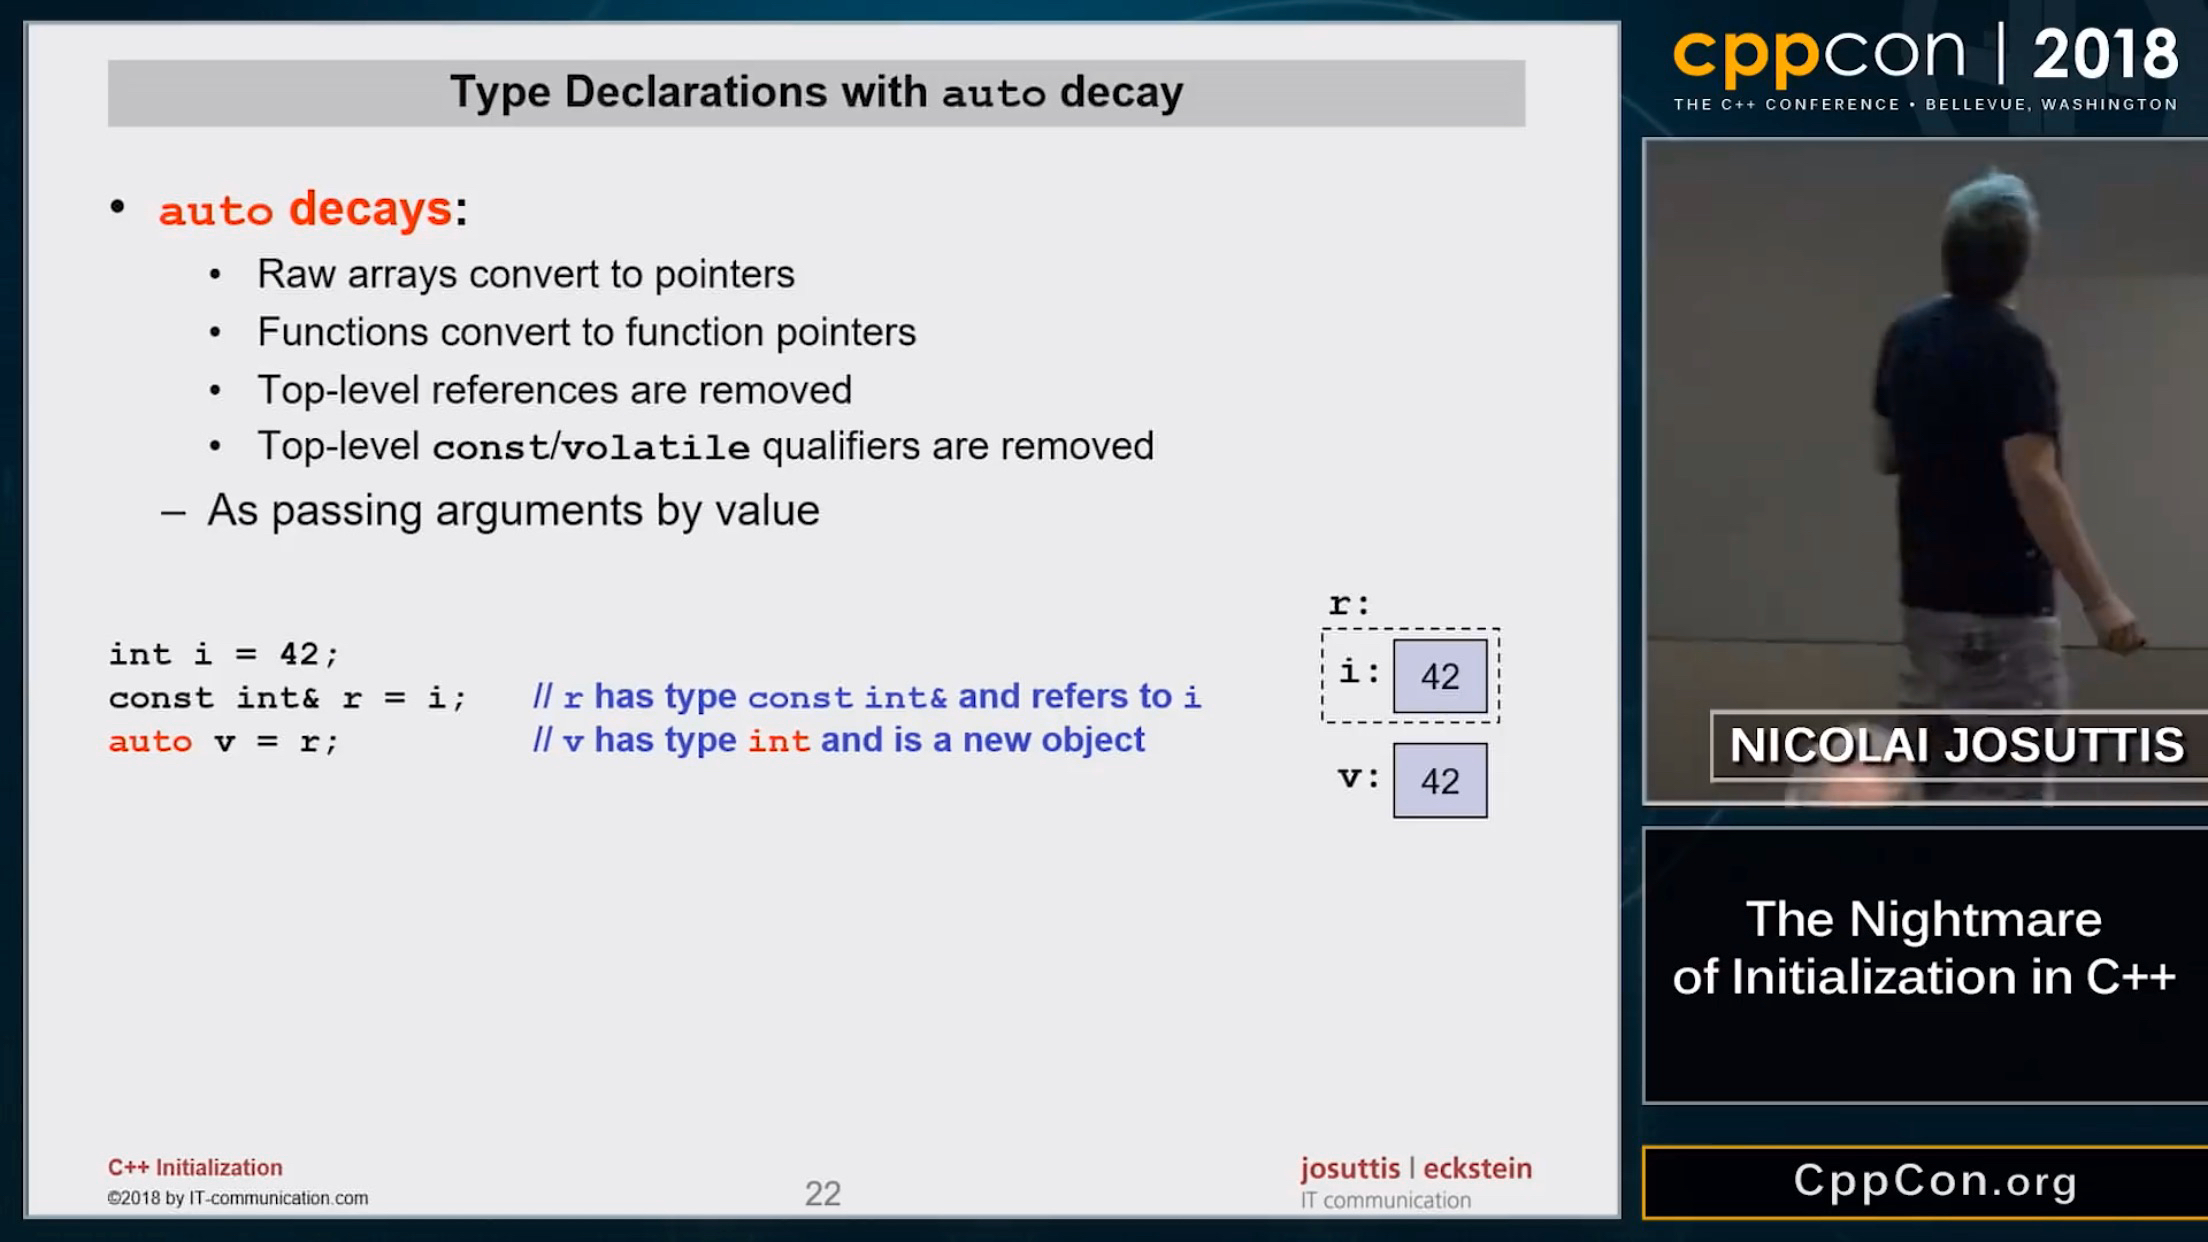 Type Declarations with auto decay
• auto decays:
• Raw arrays convert to pointers
• Functions convert to function pointers
• Top-level references are removed
• Top-level const/volatile qualifiers are removed
– As passing arguments by value
int i = 42;
const int& r = i; // r has type const int& and refers to i
auto v = r; // v has type int and is a new object
r:
i: 42
v: 42
C++ Initialization
©2018 by IT-communication.com
22
josuttis | eckstein
IT communication
cppcon | 2018
THE C++ CONFERENCE • BELLEVUE, WASHINGTON
NICOLAI JOSUTTIS
The Nightmare
of Initialization in C++
CppCon.org